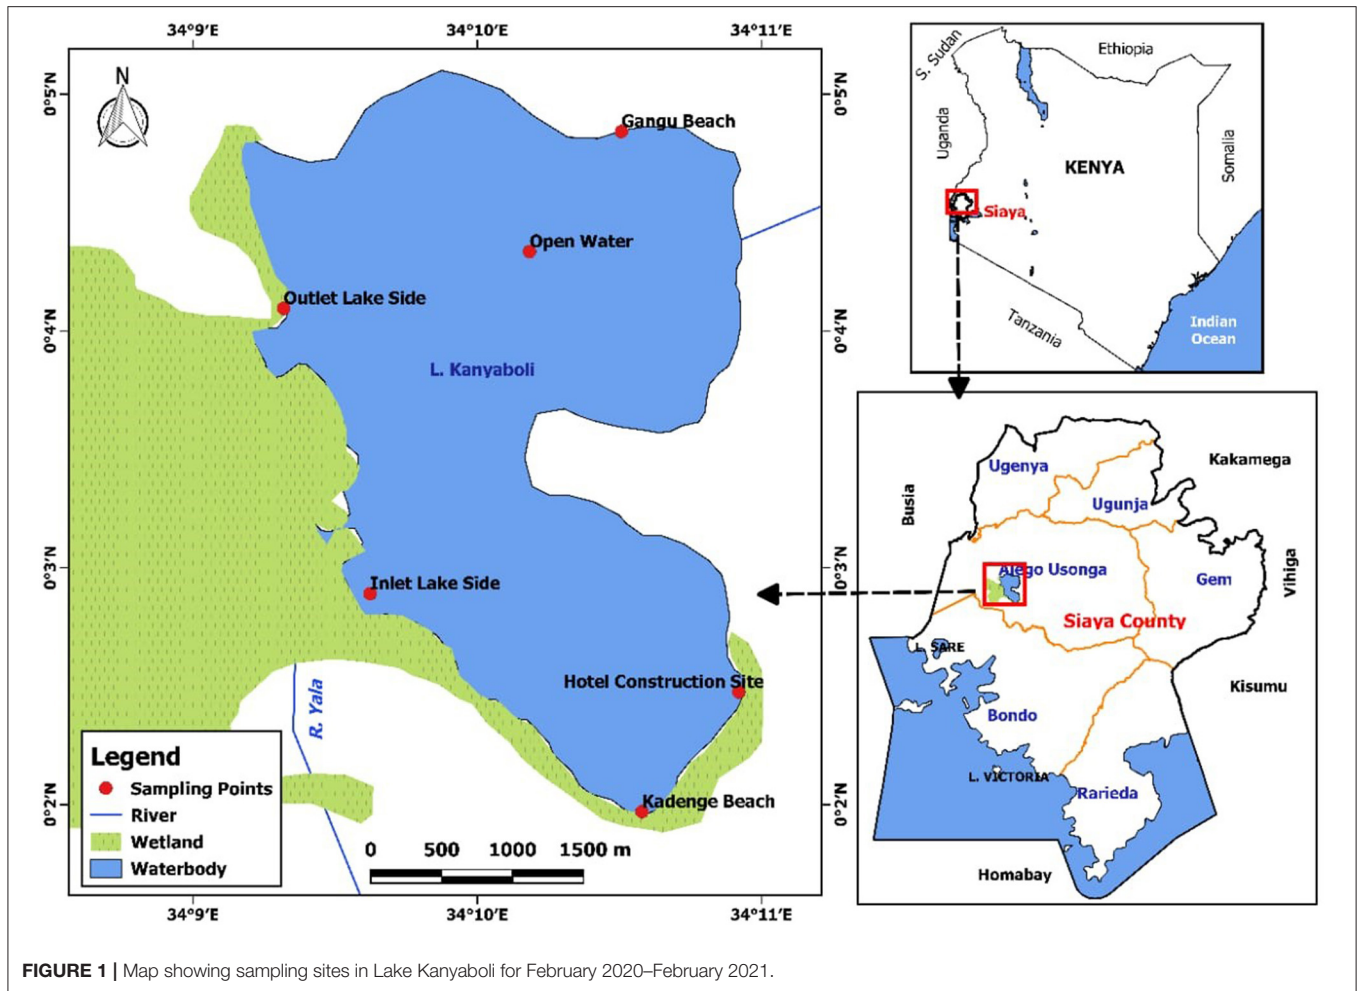 34°9'E 34°10'E 34°11'E
0°5'N
0°4'N
0°3'N
0°2'N
N
Gangu Beach
Open Water
Outlet Lake Side
L. Kanyaboli
Inlet Lake Side
Hotel Construction Site
Kadenge Beach
R. Yala
Legend
Sampling Points
River
Wetland
Waterbody
0 500 1000 1500 m
0°5'N
0°4'N
0°3'N
0°2'N
34°9'E 34°10'E 34°11'E
S. Sudan
Ethiopia
Uganda
Somalia
KENYA
Siaya
Tanzania
Indian
Ocean
Ugenya
Kakamega
Busia
Ugunja
Alego Usonga
Gem
Vihiga
Siaya County
L. SARE
Kisumu
Bondo
L. VICTORIA
Rarieda
Homabay
FIGURE 1 | Map showing sampling sites in Lake Kanyaboli for February 2020–February 2021.